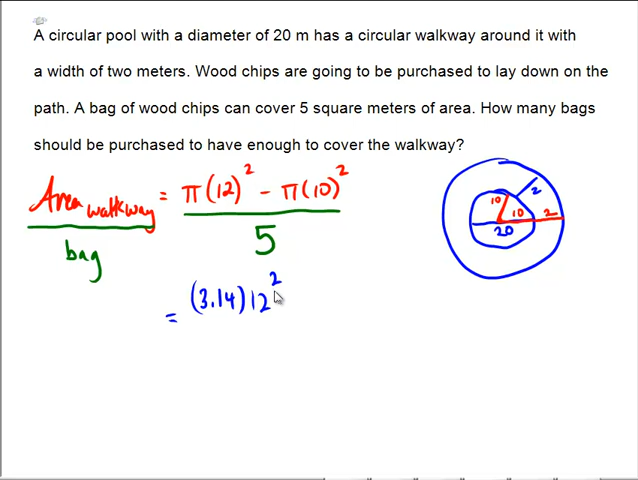 A circular pool with a diameter of 20 m has a circular walkway around it with
a width of two meters. Wood chips are going to be purchased to lay down on the
path. A bag of wood chips can cover 5 square meters of area. How many bags
should be purchased to have enough to cover the walkway?
Area walkway = π(12)² - π(10)²
bag 5
= (3.14)12²
2
10 10 2
20